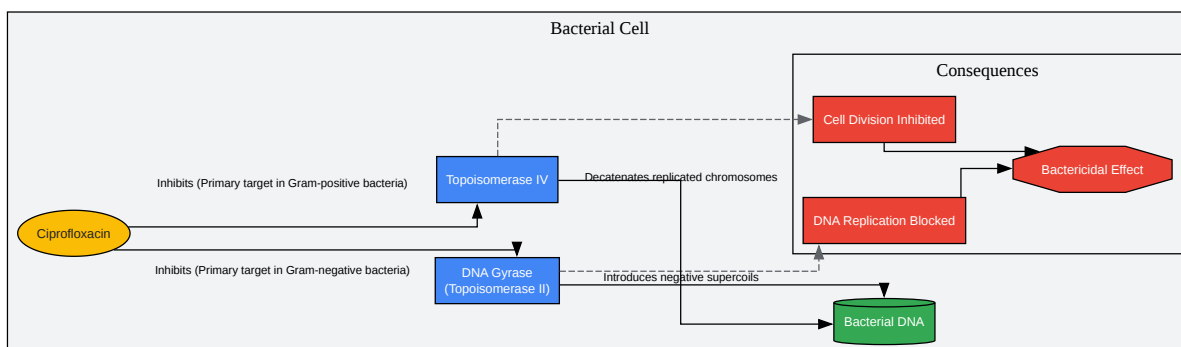 Bacterial Cell
Consequences
Cell Division Inhibited
Topoisomerase IV
Decatenates replicated chromosomes
Bactericidal Effect
Inhibits (Primary target in Gram-positive bacteria)
Ciprofloxacin
DNA Replication Blocked
Inhibits (Primary target in Gram-negative bacteria)
DNA Gyrase
(Topoisomerase II)
Introduces negative supercoils
Bacterial DNA